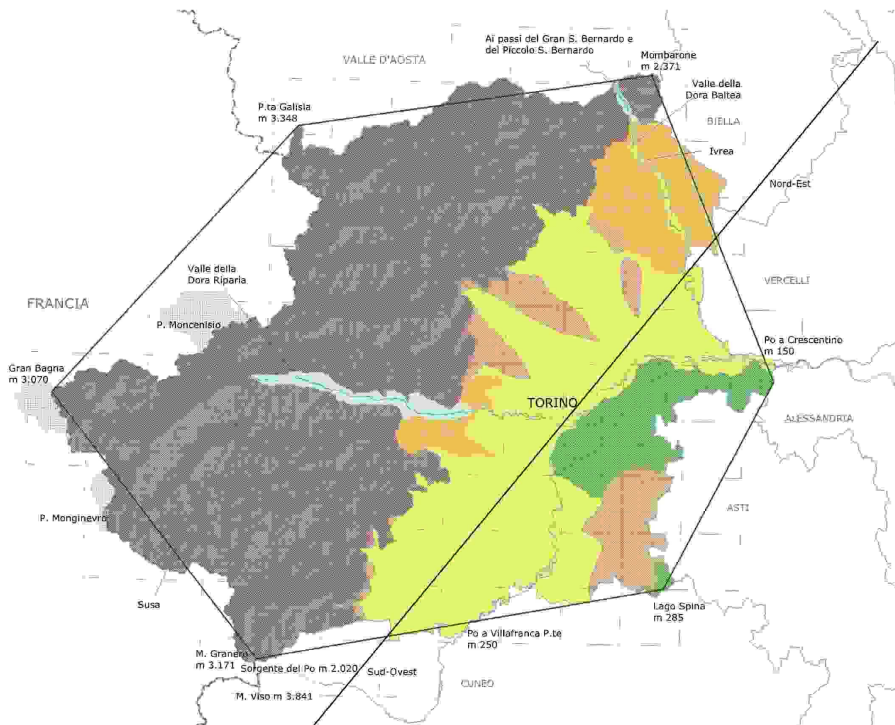 Ai passi del Gran S. Bernardo e
del Piccolo S. Bernardo
VALLE D'AOSTA
Mombarone
m 2.371
Valle della
Dora Baltea
P.ta Galisia
m 3.348
BIELLA
Ivrea
Nord-Est
Valle della
Dora Riparia
VERCELLI
FRANCIA
P. Moncenisio
Po a Crescentino
m 150
Gran Bagna
m 3.070
TORINO
ALESSANDRIA
ASTI
P. Monginevro
Susa
Lago Spina
m 285
Po a Villafranca P.te
m 250
M. Granero
m 3.171
Sorgente del Po m 2.020
Sud-Ovest
CUNEO
M. Viso m 3.841